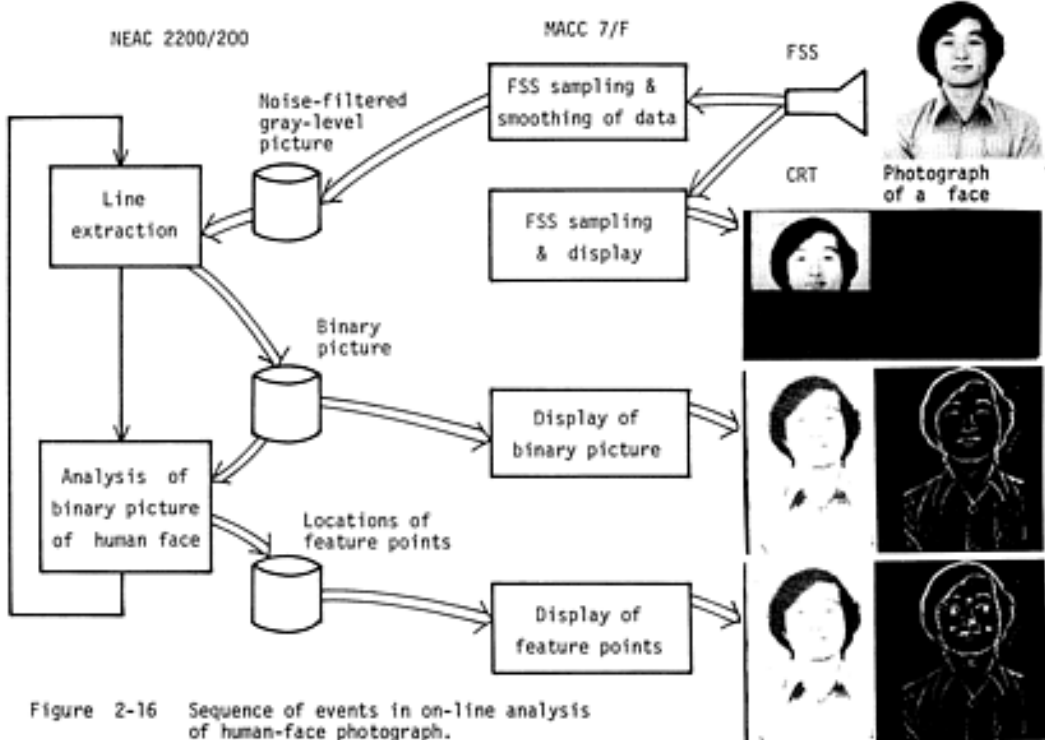 NEAC 2200/200
MACC 7/F
FSS
Noise-filtered
gray-level
picture
FSS sampling &
smoothing of data
CRT
Photograph
of a face
Line
extraction
FSS sampling
& display
Binary
picture
Display of
binary picture
Analysis of
binary picture
of human face
Locations of
feature points
Display of
feature points
Figure 2-16 Sequence of events in on-line analysis
of human-face photograph.